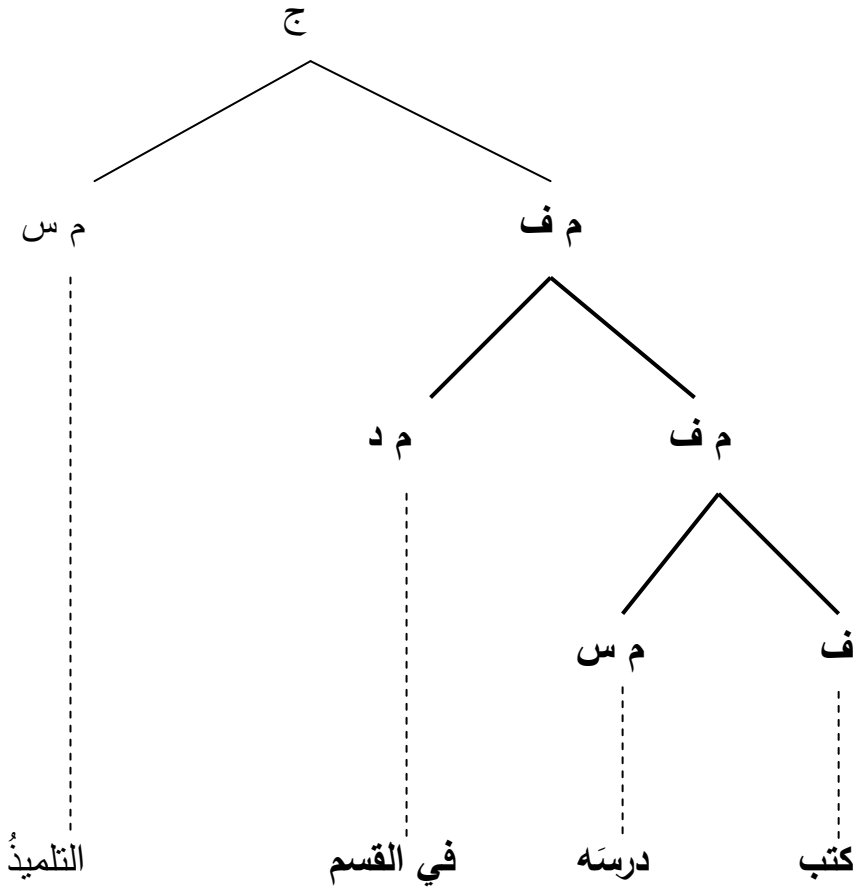 ج
م ف م س
م ف م د
ف م س
كتب درسَه في القسم التلميذُ